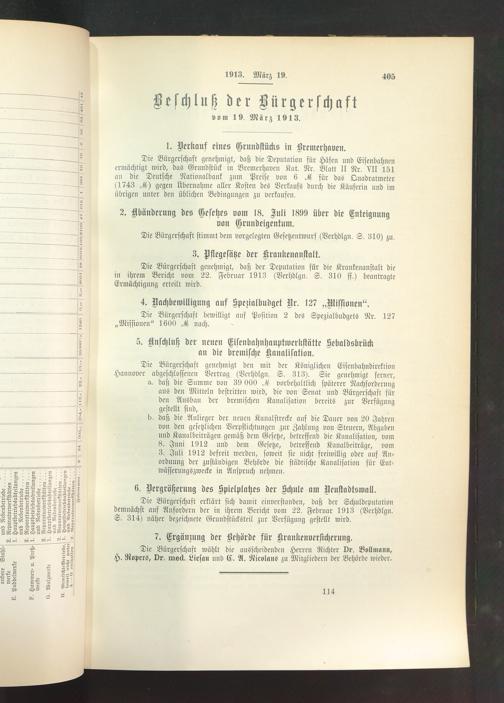 1913. März 19.
405
Beschluß der Bürgerschaft
vom 19. März 1913.
1. Verkauf eines Grundstücks in Bremerhaven.
Die Bürgerschaft genehmigt, daß die Deputation für Häfen und Eisenbahnen
ermächtigt wird, das Grundstück in Bremerhaven Kat. Nr. Blatt II Nr. VII 151
an die Deutsche Nationalbank zum Preise von 6 ℳ für das Quadratmeter
(1743 ℳ) gegen Übernahme aller Kosten des Verkaufs durch die Käuferin und im
übrigen unter den üblichen Bedingungen zu verkaufen.
2. Abänderung des Gesetzes vom 18. Juli 1899 über die Enteignung
von Grundeigentum.
Die Bürgerschaft stimmt dem vorgelegten Gesetzentwurf (Verhdlgn. S. 310) zu.
3. Pflegesätze der Krankenanstalt.
Die Bürgerschaft genehmigt, daß der Deputation für die Krankenanstalt die
in ihrem Bericht vom 22. Februar 1913 (Verhdlgn. S. 310 ff.) beantragte
Ermächtigung erteilt wird.
4. Nachbewilligung auf Spezialbudget Nr. 127 „Missionen“.
Die Bürgerschaft bewilligt auf Position 2 des Spezialbudgets Nr. 127
„Missionen“ 1600 ℳ nach.
5. Anschluß der neuen Eisenbahnhauptwerkstätte Sebaldsbrück
an die bremische Kanalisation.
Die Bürgerschaft genehmigt den mit der Königlichen Eisenbahndirektion
Hannover abgeschlossenen Vertrag (Verhdlgn. S. 313). Sie genehmigt ferner,
a. daß die Summe von 39 000 ℳ vorbehaltlich späterer Nachforderung
aus den Mitteln bestritten wird, die von Senat und Bürgerschaft für
den Ausbau der bremischen Kanalisation bereits zur Verfügung
gestellt sind,
b. daß die Anlieger der neuen Kanalstrecke auf die Dauer von 20 Jahren
von den gesetzlichen Verpflichtungen zur Zahlung von Steuern, Abgaben
und Kanalbeiträgen gemäß dem Gesetze, betreffend die Kanalisation, vom
8. Juni 1912 und dem Gesetze, betreffend Kanalbeiträge, vom
3. Juli 1912 befreit werden, soweit sie nicht freiwillig oder auf An-
ordnung der zuständigen Behörde die städtische Kanalisation für Ent-
wässerungszwecke in Anspruch nehmen.
6. Vergrößerung des Spielplatzes der Schule am Neustadtswall.
Die Bürgerschaft erklärt sich damit einverstanden, daß der Schuldeputation
demnächst auf Anfordern der in ihrem Bericht vom 22. Februar 1913 (Verhdlgn.
S. 314) näher bezeichnete Grundstücksteil zur Verfügung gestellt wird.
7. Ergänzung der Behörde für Krankenversicherung.
Die Bürgerschaft wählt die ausscheidenden Herren Richter Dr. Bollmann,
H. Ropers, Dr. med. Liesau und C. A. Nicolaus zu Mitgliedern der Behörde wieder.
114